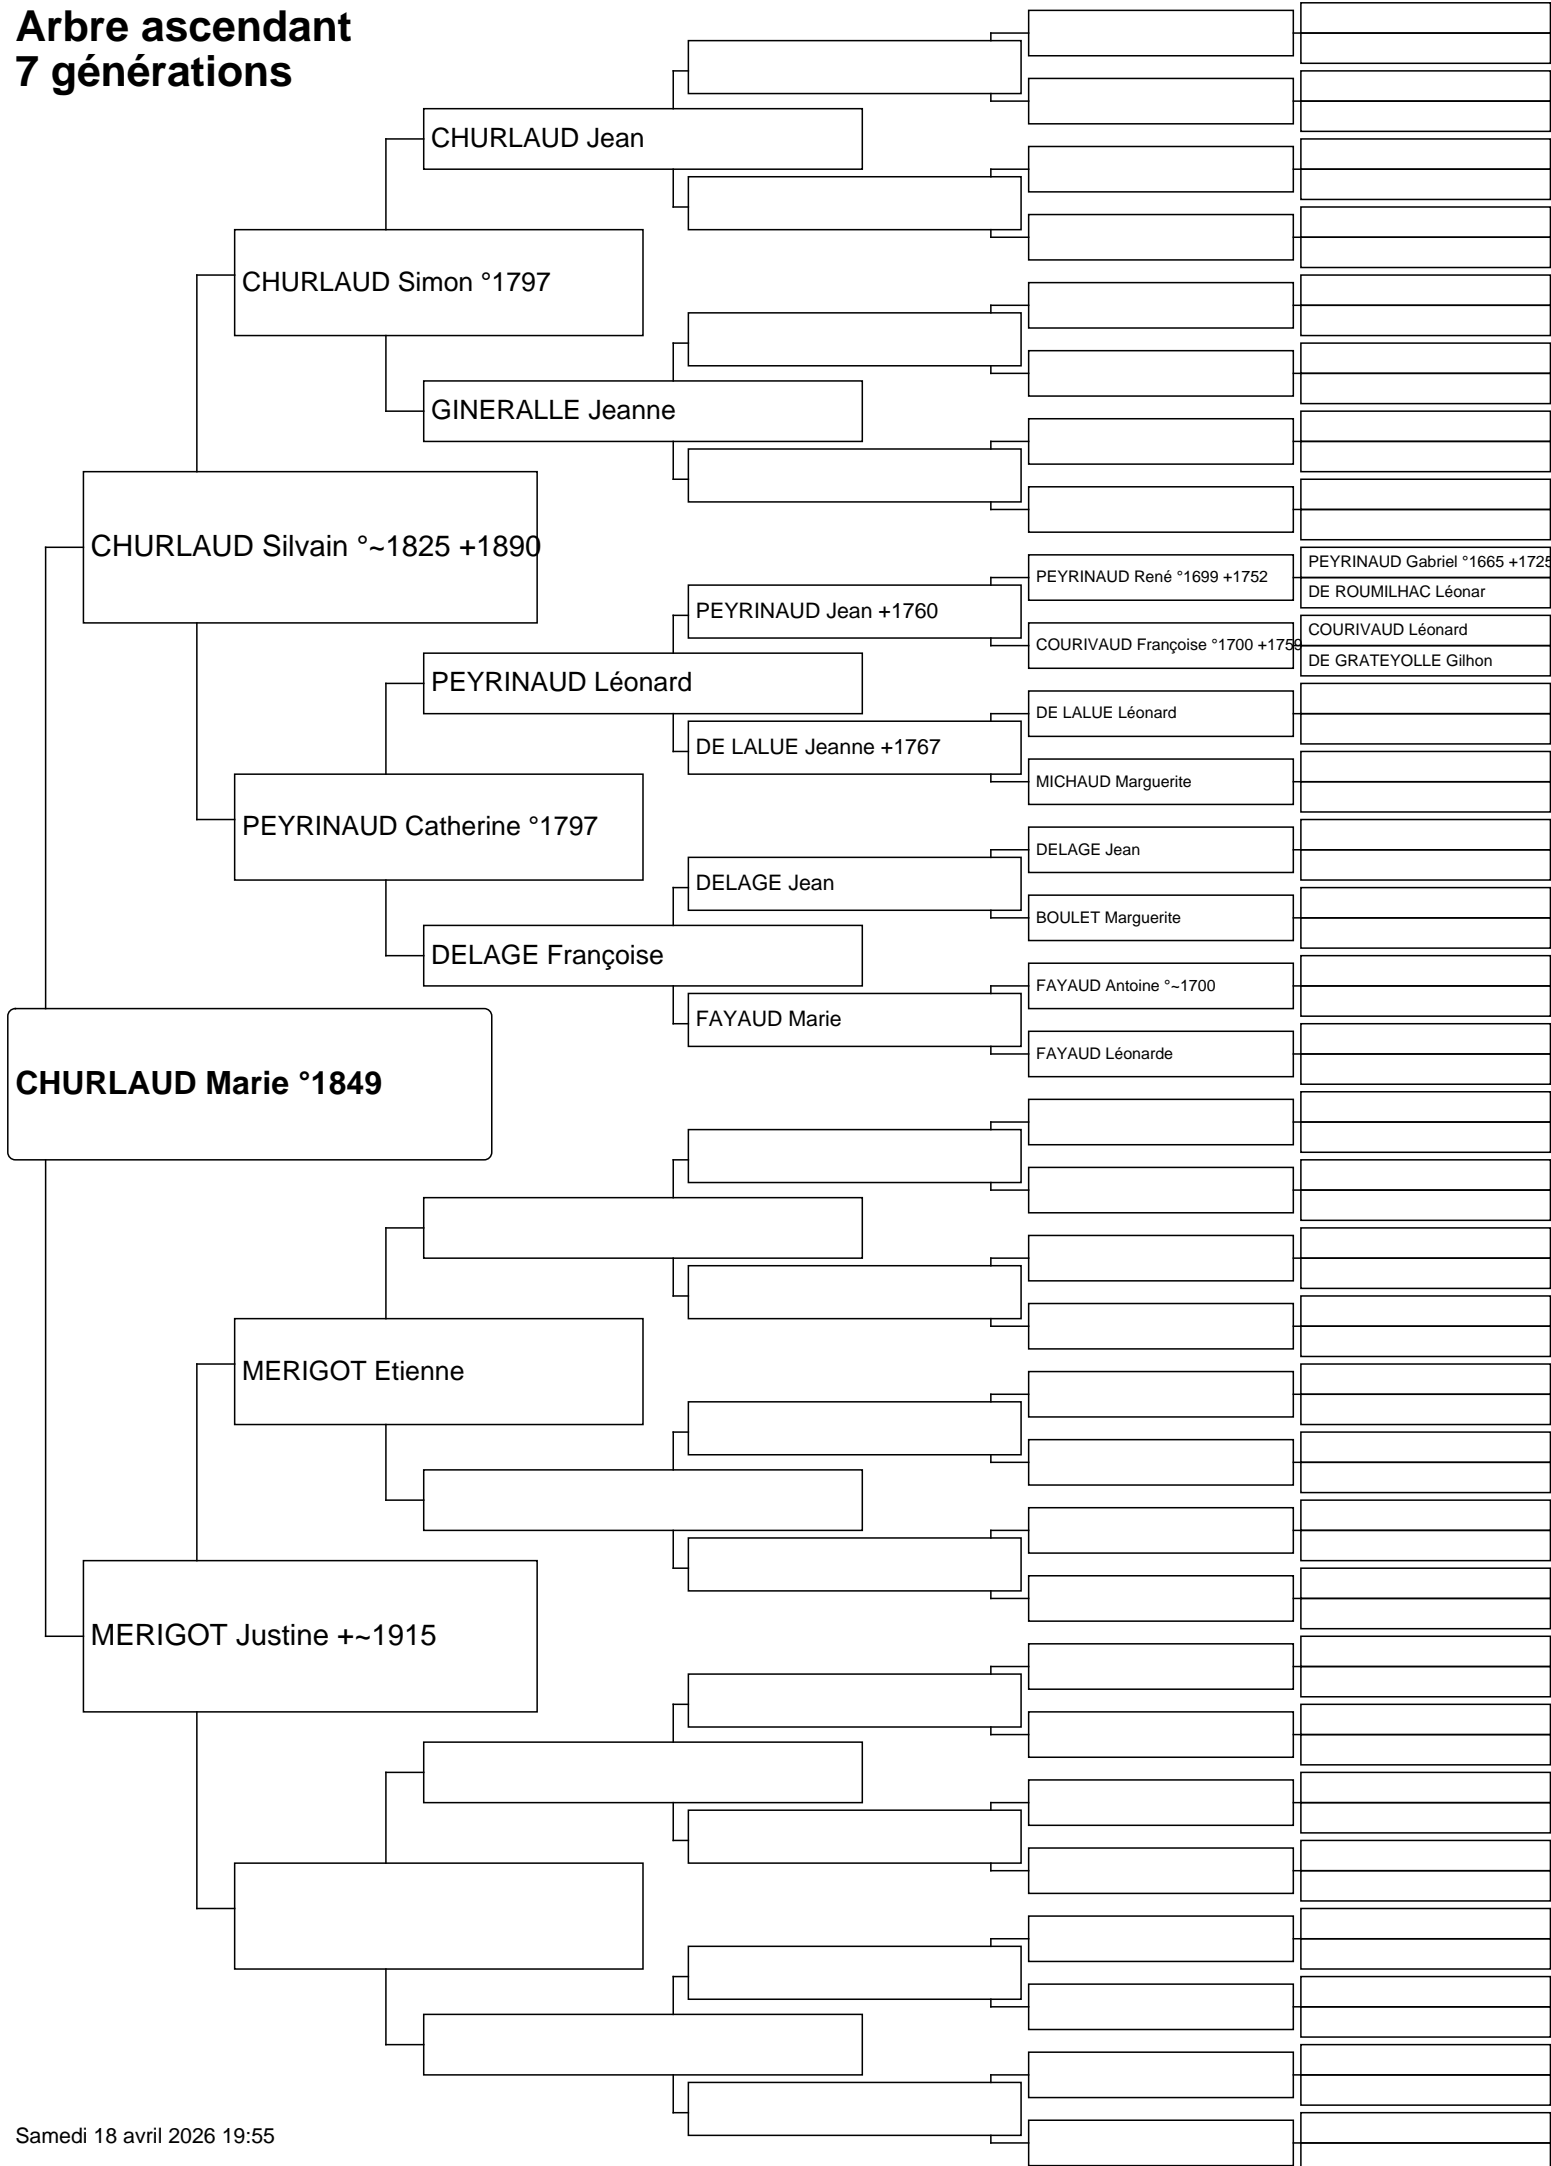 Arbre ascendant
7 générations
CHURLAUD Jean
CHURLAUD Simon °1797
GINERALLE Jeanne
CHURLAUD Silvain °~1825 +1890
PEYRINAUD René °1699 +1752
PEYRINAUD Gabriel °1665 +1725
DE ROUMILHAC Léonar
PEYRINAUD Jean +1760
COURIVAUD Françoise °1700 +1759
COURIVAUD Léonard
DE GRATEYOLLE Gilhon
PEYRINAUD Léonard
DE LALUE Léonard
DE LALUE Jeanne +1767
MICHAUD Marguerite
PEYRINAUD Catherine °1797
DELAGE Jean
DELAGE Jean
BOULET Marguerite
DELAGE Françoise
FAYAUD Antoine °~1700
FAYAUD Marie
FAYAUD Léonarde
CHURLAUD Marie °1849
MERIGOT Etienne
MERIGOT Justine +~1915
Samedi 18 avril 2026 19:55